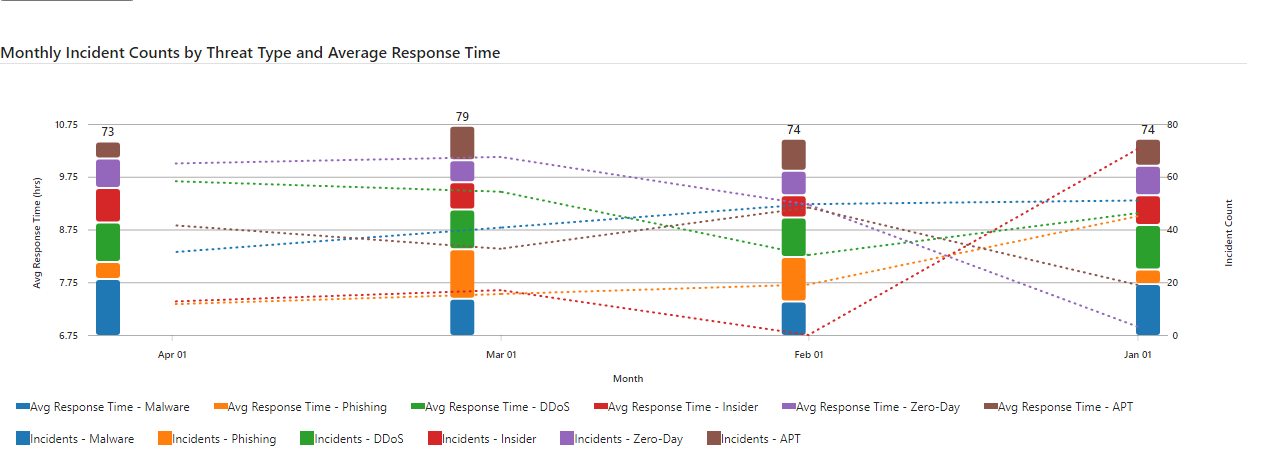 Monthly Incident Counts by Threat Type and Average Response Time
73
79
74
74
10.75
9.75
8.75
7.75
6.75
Avg Response Time (hrs)
80
60
40
20
0
Incident Count
Apr 01
Mar 01
Feb 01
Jan 01
Month
Avg Response Time - Malware
Avg Response Time - Phishing
Avg Response Time - DDoS
Avg Response Time - Insider
Avg Response Time - Zero-Day
Avg Response Time - APT
Incidents - Malware
Incidents - Phishing
Incidents - DDoS
Incidents - Insider
Incidents - Zero-Day
Incidents - APT